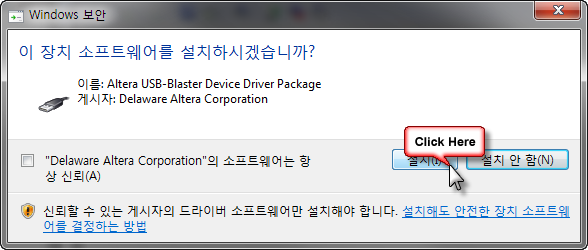 Windows 보안
이 장치 소프트웨어를 설치하시겠습니까?
이름: Altera USB-Blaster Device Driver Package
게시자: Delaware Altera Corporation
Click Here
"Delaware Altera Corporation"의 소프트웨어는 항
상 신뢰(A)
설치(I)
설치 안 함(N)
신뢰할 수 있는 게시자의 드라이버 소프트웨어만 설치해야 합니다. 설치해도 안전한 장치 소프트웨
어를 결정하는 방법